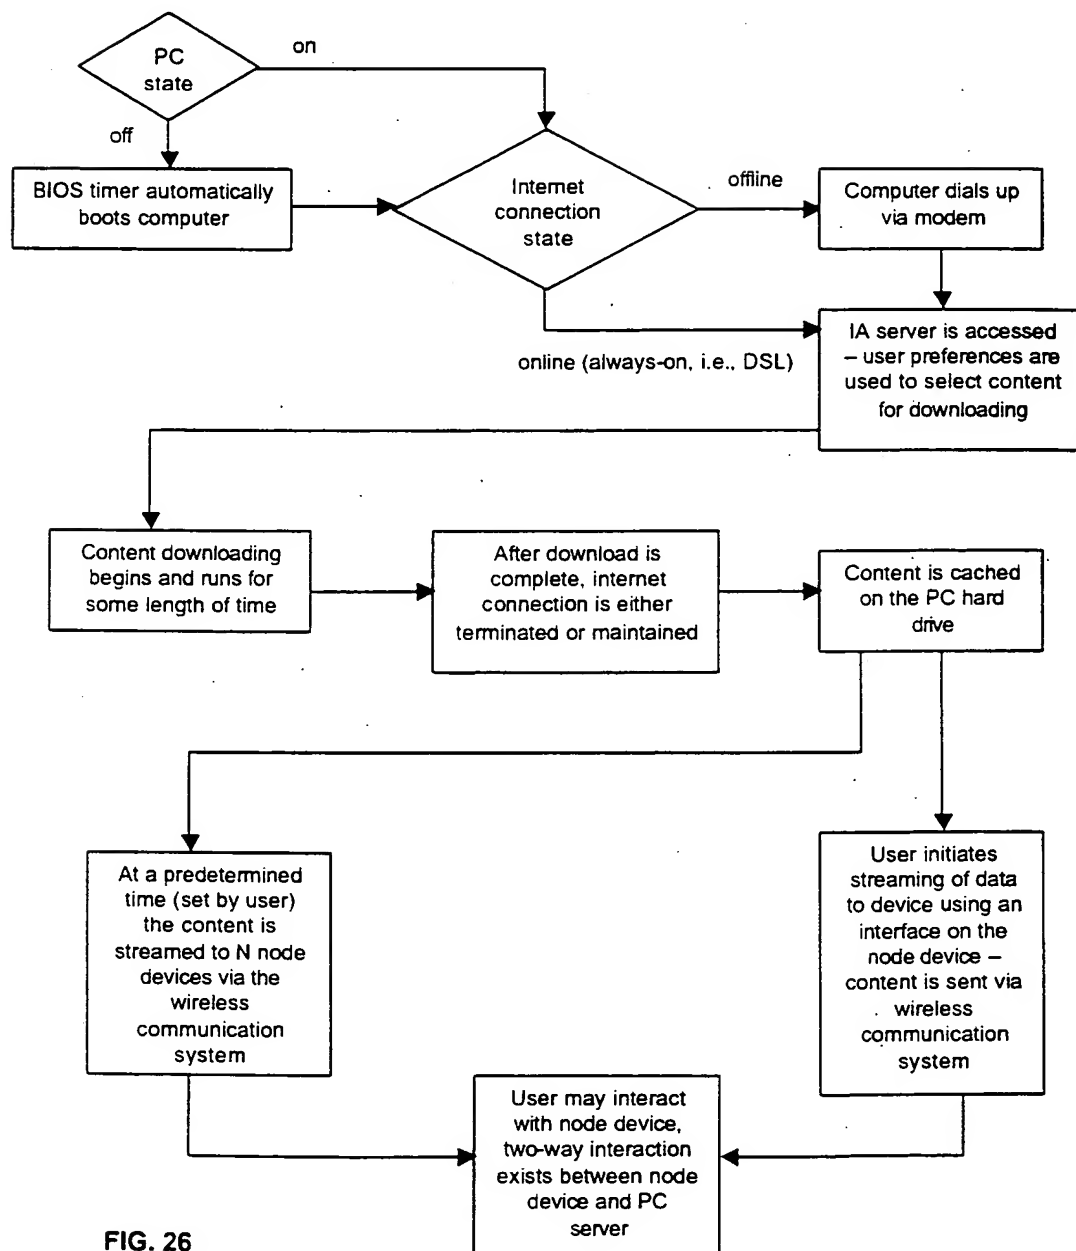 PC
state
on
off
BIOS timer automatically
boots computer
Internet
connection
state
offline
Computer dials up
via modem
online (always-on, i.e., DSL)
IA server is accessed
– user preferences are
used to select content
for downloading
Content downloading
begins and runs for
some length of time
After download is
complete, internet
connection is either
terminated or maintained
Content is cached
on the PC hard
drive
At a predetermined
time (set by user)
the content is
streamed to N node
devices via the
wireless
communication
system
User initiates
streaming of data
to device using an
interface on the
node device –
content is sent via
wireless
communication
system
User may interact
with node device,
two-way interaction
exists between node
device and PC
server
FIG. 26